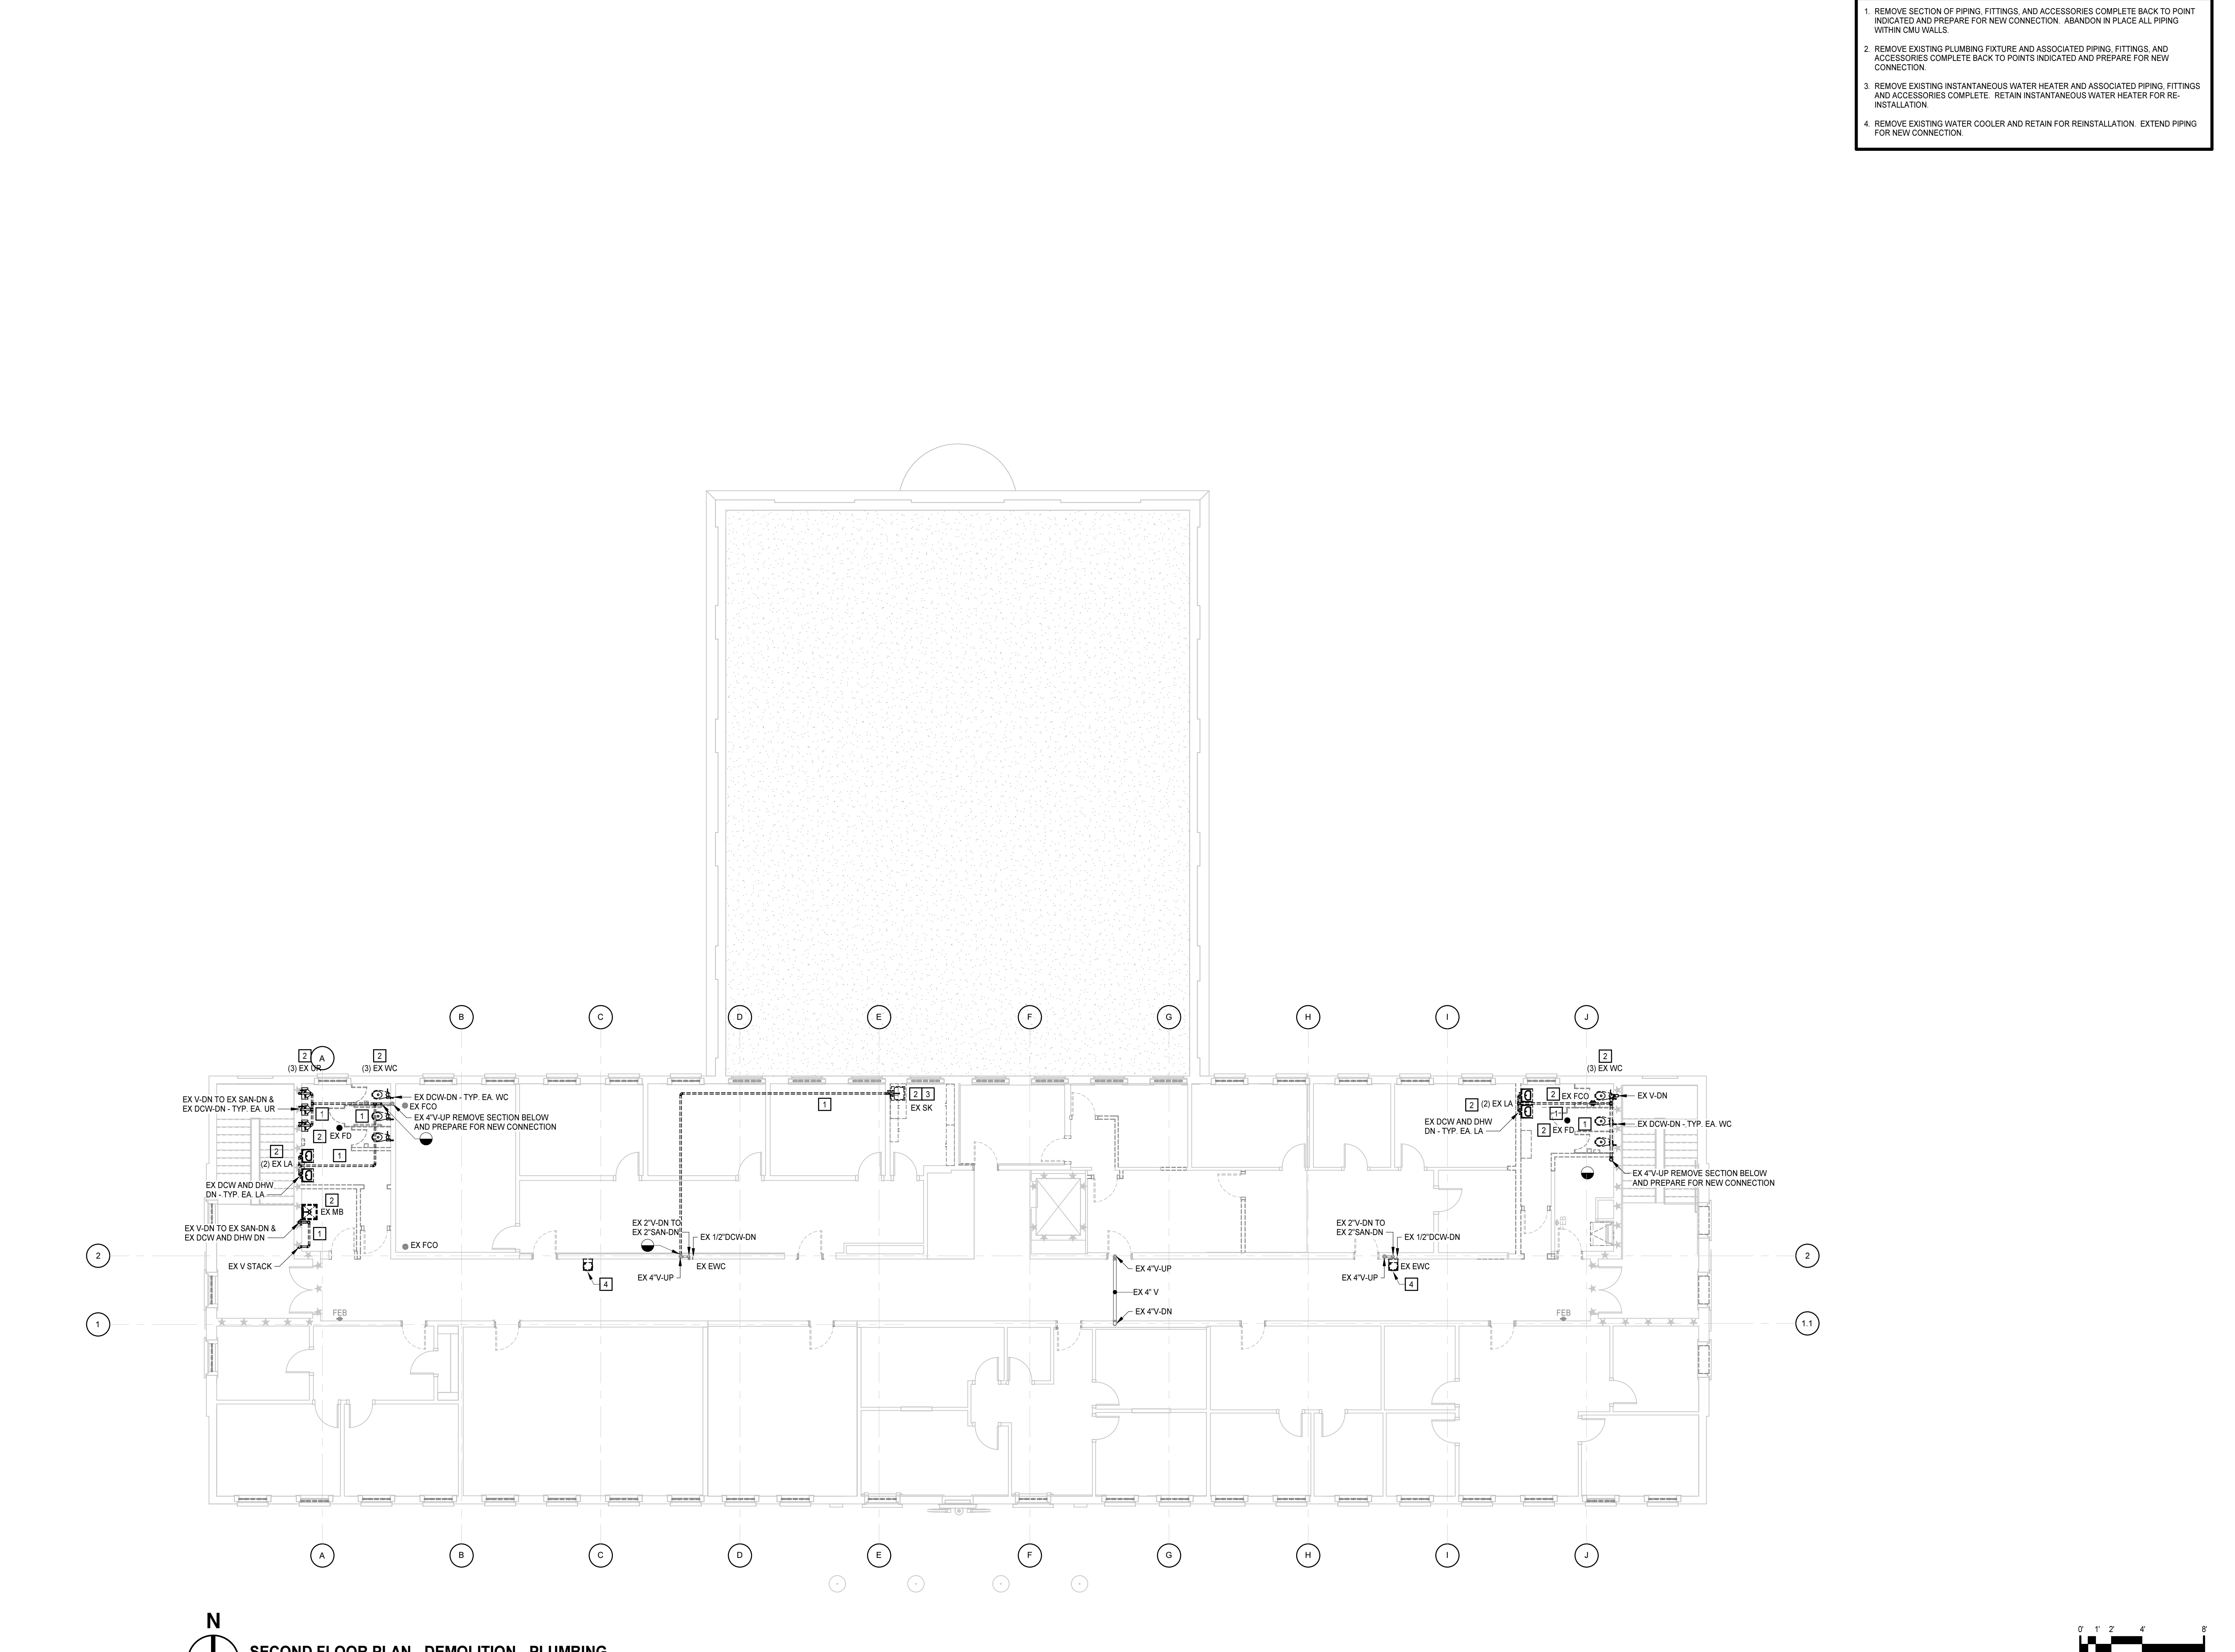 1. REMOVE SECTION OF PIPING, FITTINGS, AND ACCESSORIES COMPLETE BACK TO POINT
INDICATED AND PREPARE FOR NEW CONNECTION. ABANDON IN PLACE ALL PIPING
WITHIN CMU WALLS.
2. REMOVE EXISTING PLUMBING FIXTURE AND ASSOCIATED PIPING, FITTINGS, AND
ACCESSORIES COMPLETE BACK TO POINTS INDICATED AND PREPARE FOR NEW
CONNECTION.
3. REMOVE EXISTING INSTANTANEOUS WATER HEATER AND ASSOCIATED PIPING, FITTINGS
AND ACCESSORIES COMPLETE. RETAIN INSTANTANEOUS WATER HEATER FOR RE-
INSTALLATION.
4. REMOVE EXISTING WATER COOLER AND RETAIN FOR REINSTALLATION. EXTEND PIPING
FOR NEW CONNECTION.
B C D E F G H I J
2 A 2
(3) EX UR (3) EX WC
2
(3) EX WC
EX V-DN TO EX SAN-DN &
EX DCW-DN - TYP. EA. UR
EX DCW-DN - TYP. EA. WC
EX FCO
EX 4"V-UP REMOVE SECTION BELOW
AND PREPARE FOR NEW CONNECTION
1 1
EX FD
2
2
(2) EX LA
1
EX DCW AND DHW
DN - TYP. EA. LA
2
EX MB
EX V-DN TO EX SAN-DN &
EX DCW AND DHW DN
1
EX V STACK
EX FCO
1
2 3
EX SK
EX 2"V-DN TO
EX 2"SAN-DN
EX 1/2"DCW-DN
EX EWC
EX 4"V-UP
4
EX 4"V-UP
EX 4" V
EX 4"V-DN
EX 2"V-DN TO
EX 2"SAN-DN
EX 1/2"DCW-DN
EX EWC
EX 4"V-UP
4
2 (2) EX LA
EX DCW AND DHW
DN - TYP. EA. LA
2 EX FCO
1
2 EX FD
1
EX V-DN
EX DCW-DN - TYP. EA. WC
EX 4"V-UP REMOVE SECTION BELOW
AND PREPARE FOR NEW CONNECTION
FEB
2 2
FEB FEB
1 1.1
A B C D E F G H I J
N
SECOND FLOOR PLAN - DEMOLITION - PLUMBING
0' 1' 2' 4' 8'